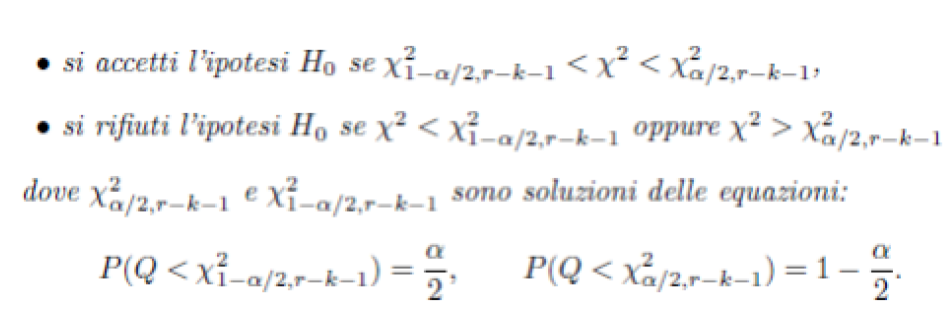 • si accetti l'ipotesi H₀ se χ²₁₋α/₂,r₋k₋₁ < χ² < χ²α/₂,r₋k₋₁,
• si rifiuti l'ipotesi H₀ se χ² < χ²₁₋α/₂,r₋k₋₁ oppure χ² > χ²α/₂,r₋k₋₁
dove χ²α/₂,r₋k₋₁ e χ²₁₋α/₂,r₋k₋₁ sono soluzioni delle equazioni:
P(Q < χ²₁₋α/₂,r₋k₋₁) = α/2, P(Q < χ²α/₂,r₋k₋₁) = 1 − α/2.